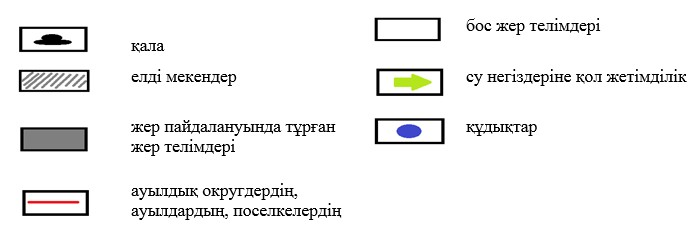 қала
елді мекендер
жер пайдалануында тұрған
жер телімдері
ауылдық округдердің,
ауылдардың, поселкелердің
бос жер телімдері
су негіздеріне қол жетімділік
құдықтар